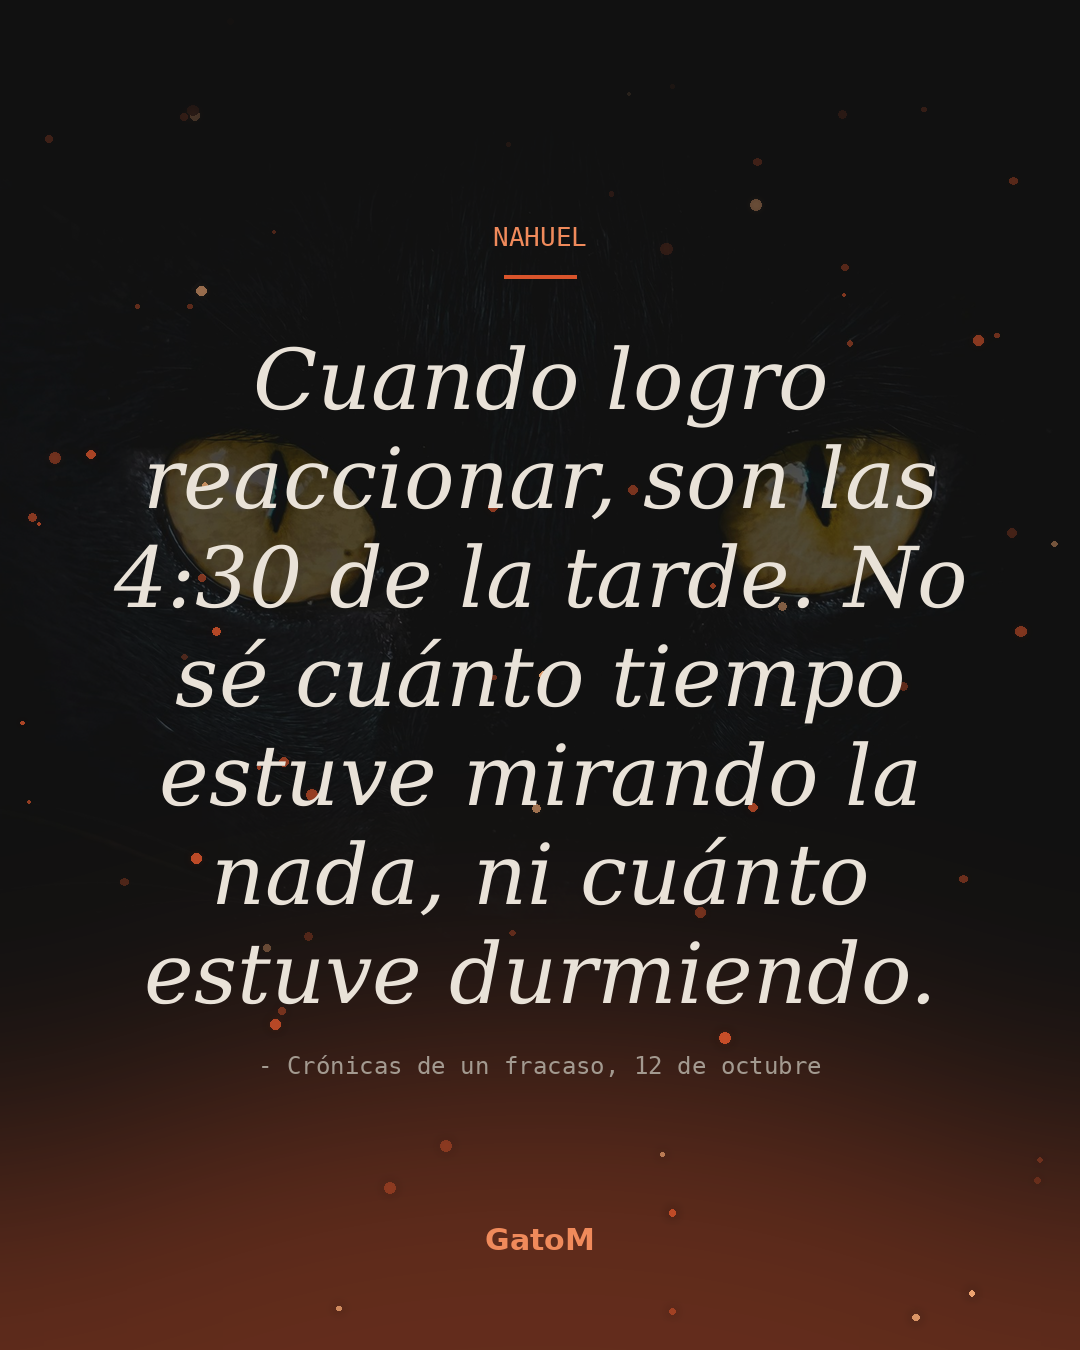 NAHUEL
Cuando logro
reaccionar, son las
4:30 de la tarde. No
sé cuánto tiempo
estuve mirando la
nada, ni cuánto
estuve durmiendo.
- Crónicas de un fracaso, 12 de octubre
GatoM